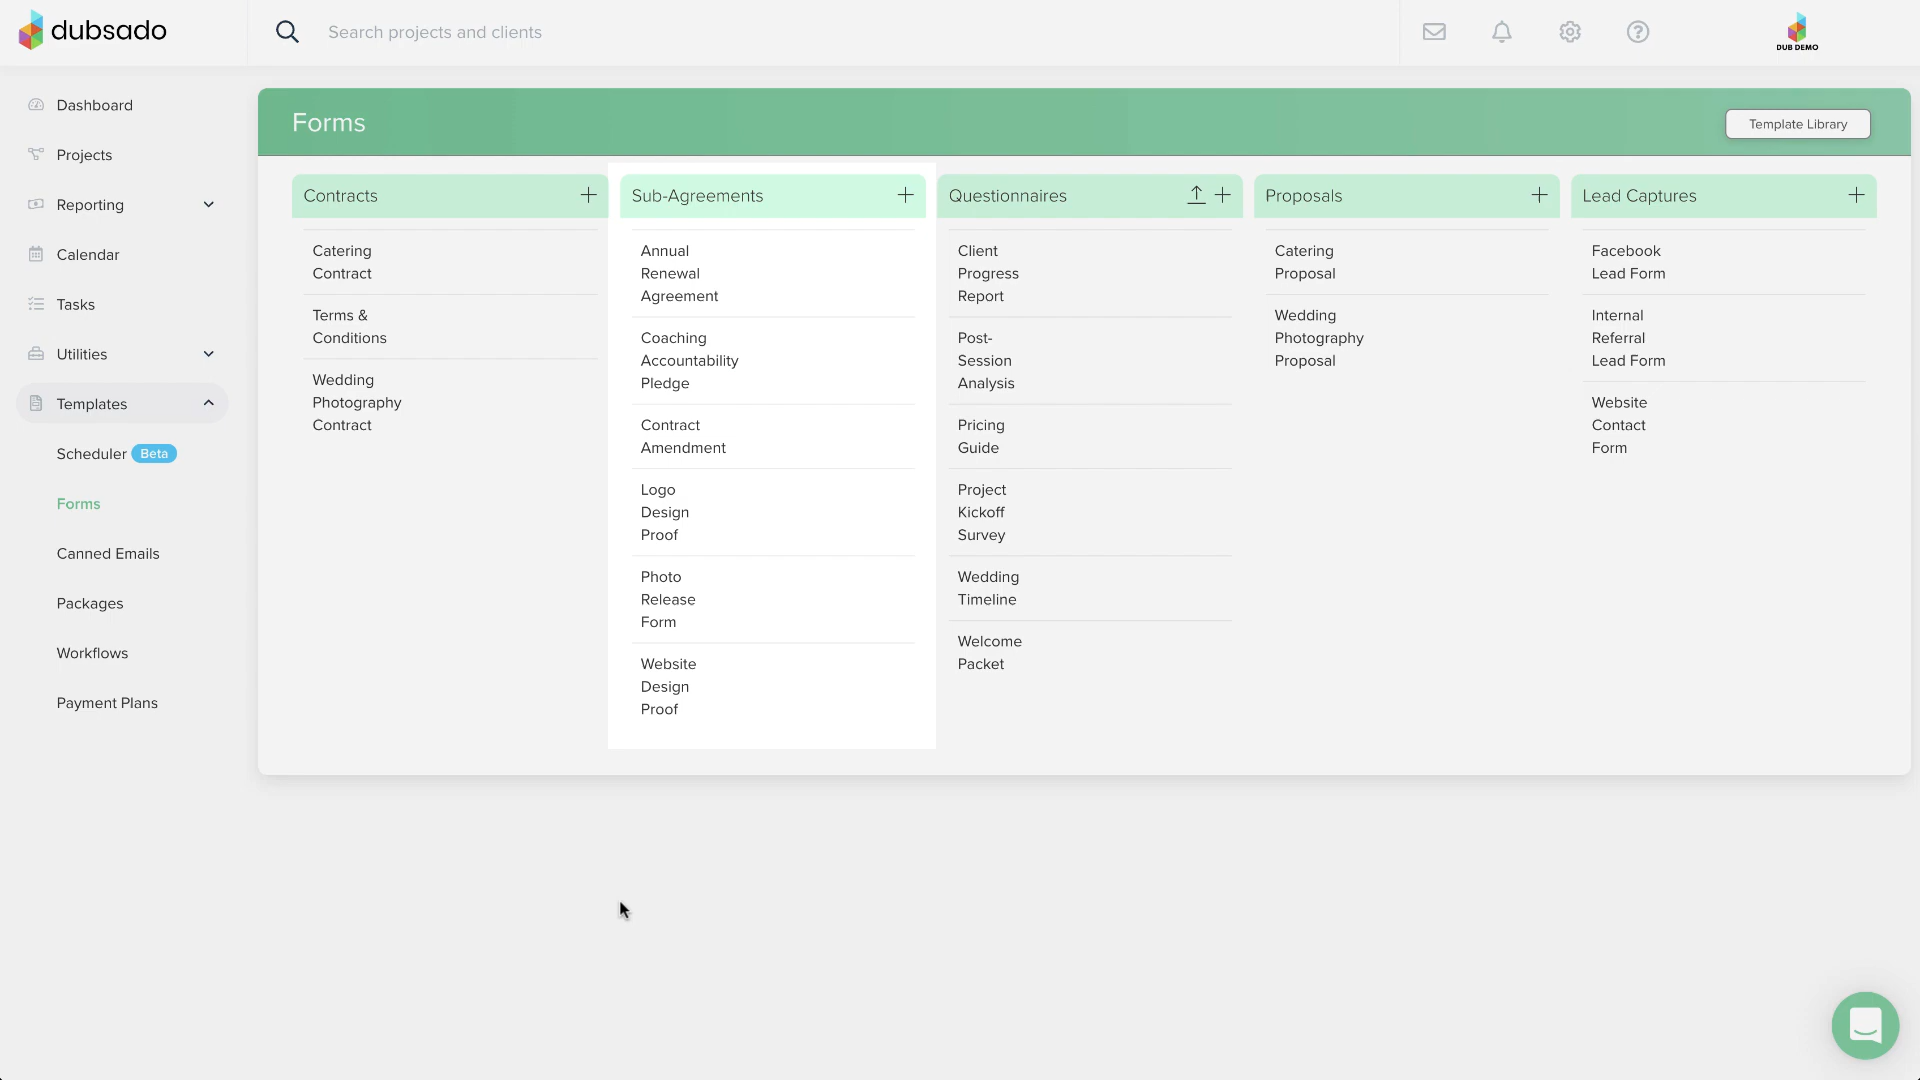 dubsado
Search projects and clients
DUB DEMO
Dashboard
Projects
Reporting
Calendar
Tasks
Utilities
Templates
Scheduler Beta
Forms
Canned Emails
Packages
Workflows
Payment Plans
Forms
Template Library
Contracts
Catering
Contract
Terms &
Conditions
Wedding
Photography
Contract
Sub-Agreements
Annual
Renewal
Agreement
Coaching
Accountability
Pledge
Contract
Amendment
Logo
Design
Proof
Photo
Release
Form
Website
Design
Proof
Questionnaires
Client
Progress
Report
Post-
Session
Analysis
Pricing
Guide
Project
Kickoff
Survey
Wedding
Timeline
Welcome
Packet
Proposals
Catering
Proposal
Wedding
Photography
Proposal
Lead Captures
Facebook
Lead Form
Internal
Referral
Lead Form
Website
Contact
Form